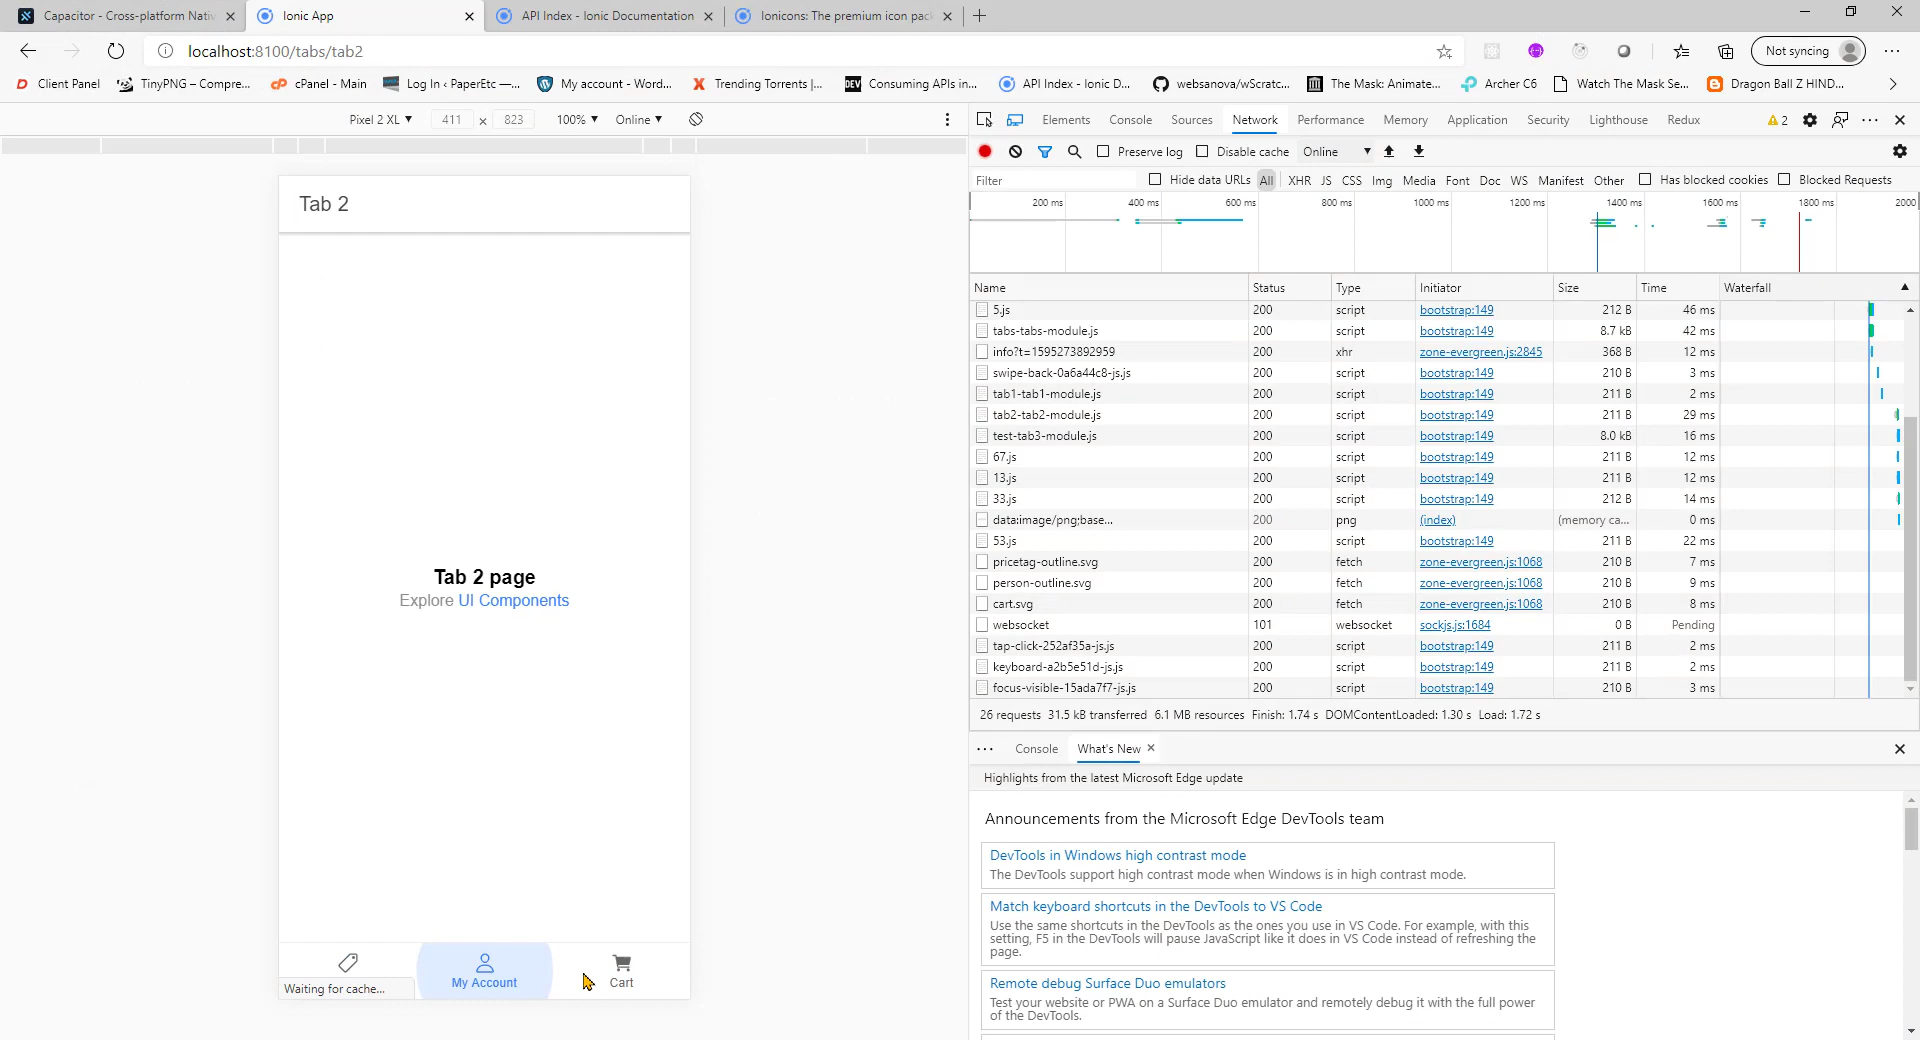 Capacitor - Cross-platform Nativ
Ionic App
API Index - Ionic Documentation
Ionicons: The premium icon pack
localhost:8100/tabs/tab2
Not syncing
Client Panel
TinyPNG – Compre...
cPanel - Main
Log In ‹ PaperEtc —...
My account - Word...
Trending Torrents |...
DEV
Consuming APIs in...
API Index - Ionic D...
websanova/wScratc...
The Mask: Animate...
Archer C6
Watch The Mask Se...
Dragon Ball Z HIND...
Pixel 2 XL ▼ 411 x 823 100% ▼ Online ▼
Elements Console Sources Network Performance Memory Application Security Lighthouse Redux 2
Preserve log Disable cache Online ▼
Filter Hide data URLs All XHR JS CSS Img Media Font Doc WS Manifest Other Has blocked cookies Blocked Requests
200 ms 400 ms 600 ms 800 ms 1000 ms 1200 ms 1400 ms 1600 ms 1800 ms 2000
Name Status Type Initiator Size Time Waterfall
5.js 200 script bootstrap:149 212 B 46 ms
tabs-tabs-module.js 200 script bootstrap:149 8.7 kB 42 ms
info?t=1595273892959 200 xhr zone-evergreen.js:2845 368 B 12 ms
swipe-back-0a6a44c8-js.js 200 script bootstrap:149 210 B 3 ms
tab1-tab1-module.js 200 script bootstrap:149 211 B 2 ms
tab2-tab2-module.js 200 script bootstrap:149 211 B 29 ms
test-tab3-module.js 200 script bootstrap:149 8.0 kB 16 ms
67.js 200 script bootstrap:149 211 B 12 ms
13.js 200 script bootstrap:149 211 B 12 ms
33.js 200 script bootstrap:149 212 B 14 ms
data:image/png;base... 200 png (index) (memory ca... 0 ms
53.js 200 script bootstrap:149 211 B 22 ms
pricetag-outline.svg 200 fetch zone-evergreen.js:1068 210 B 7 ms
person-outline.svg 200 fetch zone-evergreen.js:1068 210 B 9 ms
cart.svg 200 fetch zone-evergreen.js:1068 210 B 8 ms
websocket 101 websocket sockjs.js:1684 0 B Pending
tap-click-252af35a-js.js 200 script bootstrap:149 211 B 2 ms
keyboard-a2b5e51d-js.js 200 script bootstrap:149 211 B 2 ms
focus-visible-15ada7f7-js.js 200 script bootstrap:149 210 B 3 ms
26 requests 31.5 kB transferred 6.1 MB resources Finish: 1.74 s DOMContentLoaded: 1.30 s Load: 1.72 s
Console What's New
Highlights from the latest Microsoft Edge update
Announcements from the Microsoft Edge DevTools team
DevTools in Windows high contrast mode
The DevTools support high contrast mode when Windows is in high contrast mode.
Match keyboard shortcuts in the DevTools to VS Code
Use the same shortcuts in the DevTools as the ones you use in VS Code. For example, with this
setting, F5 in the DevTools will pause JavaScript like it does in VS Code instead of refreshing the
page.
Remote debug Surface Duo emulators
Test your website or PWA on a Surface Duo emulator and remotely debug it with the full power
of the DevTools.
Tab 2
Tab 2 page
Explore UI Components
My Account
Cart
Waiting for cache...